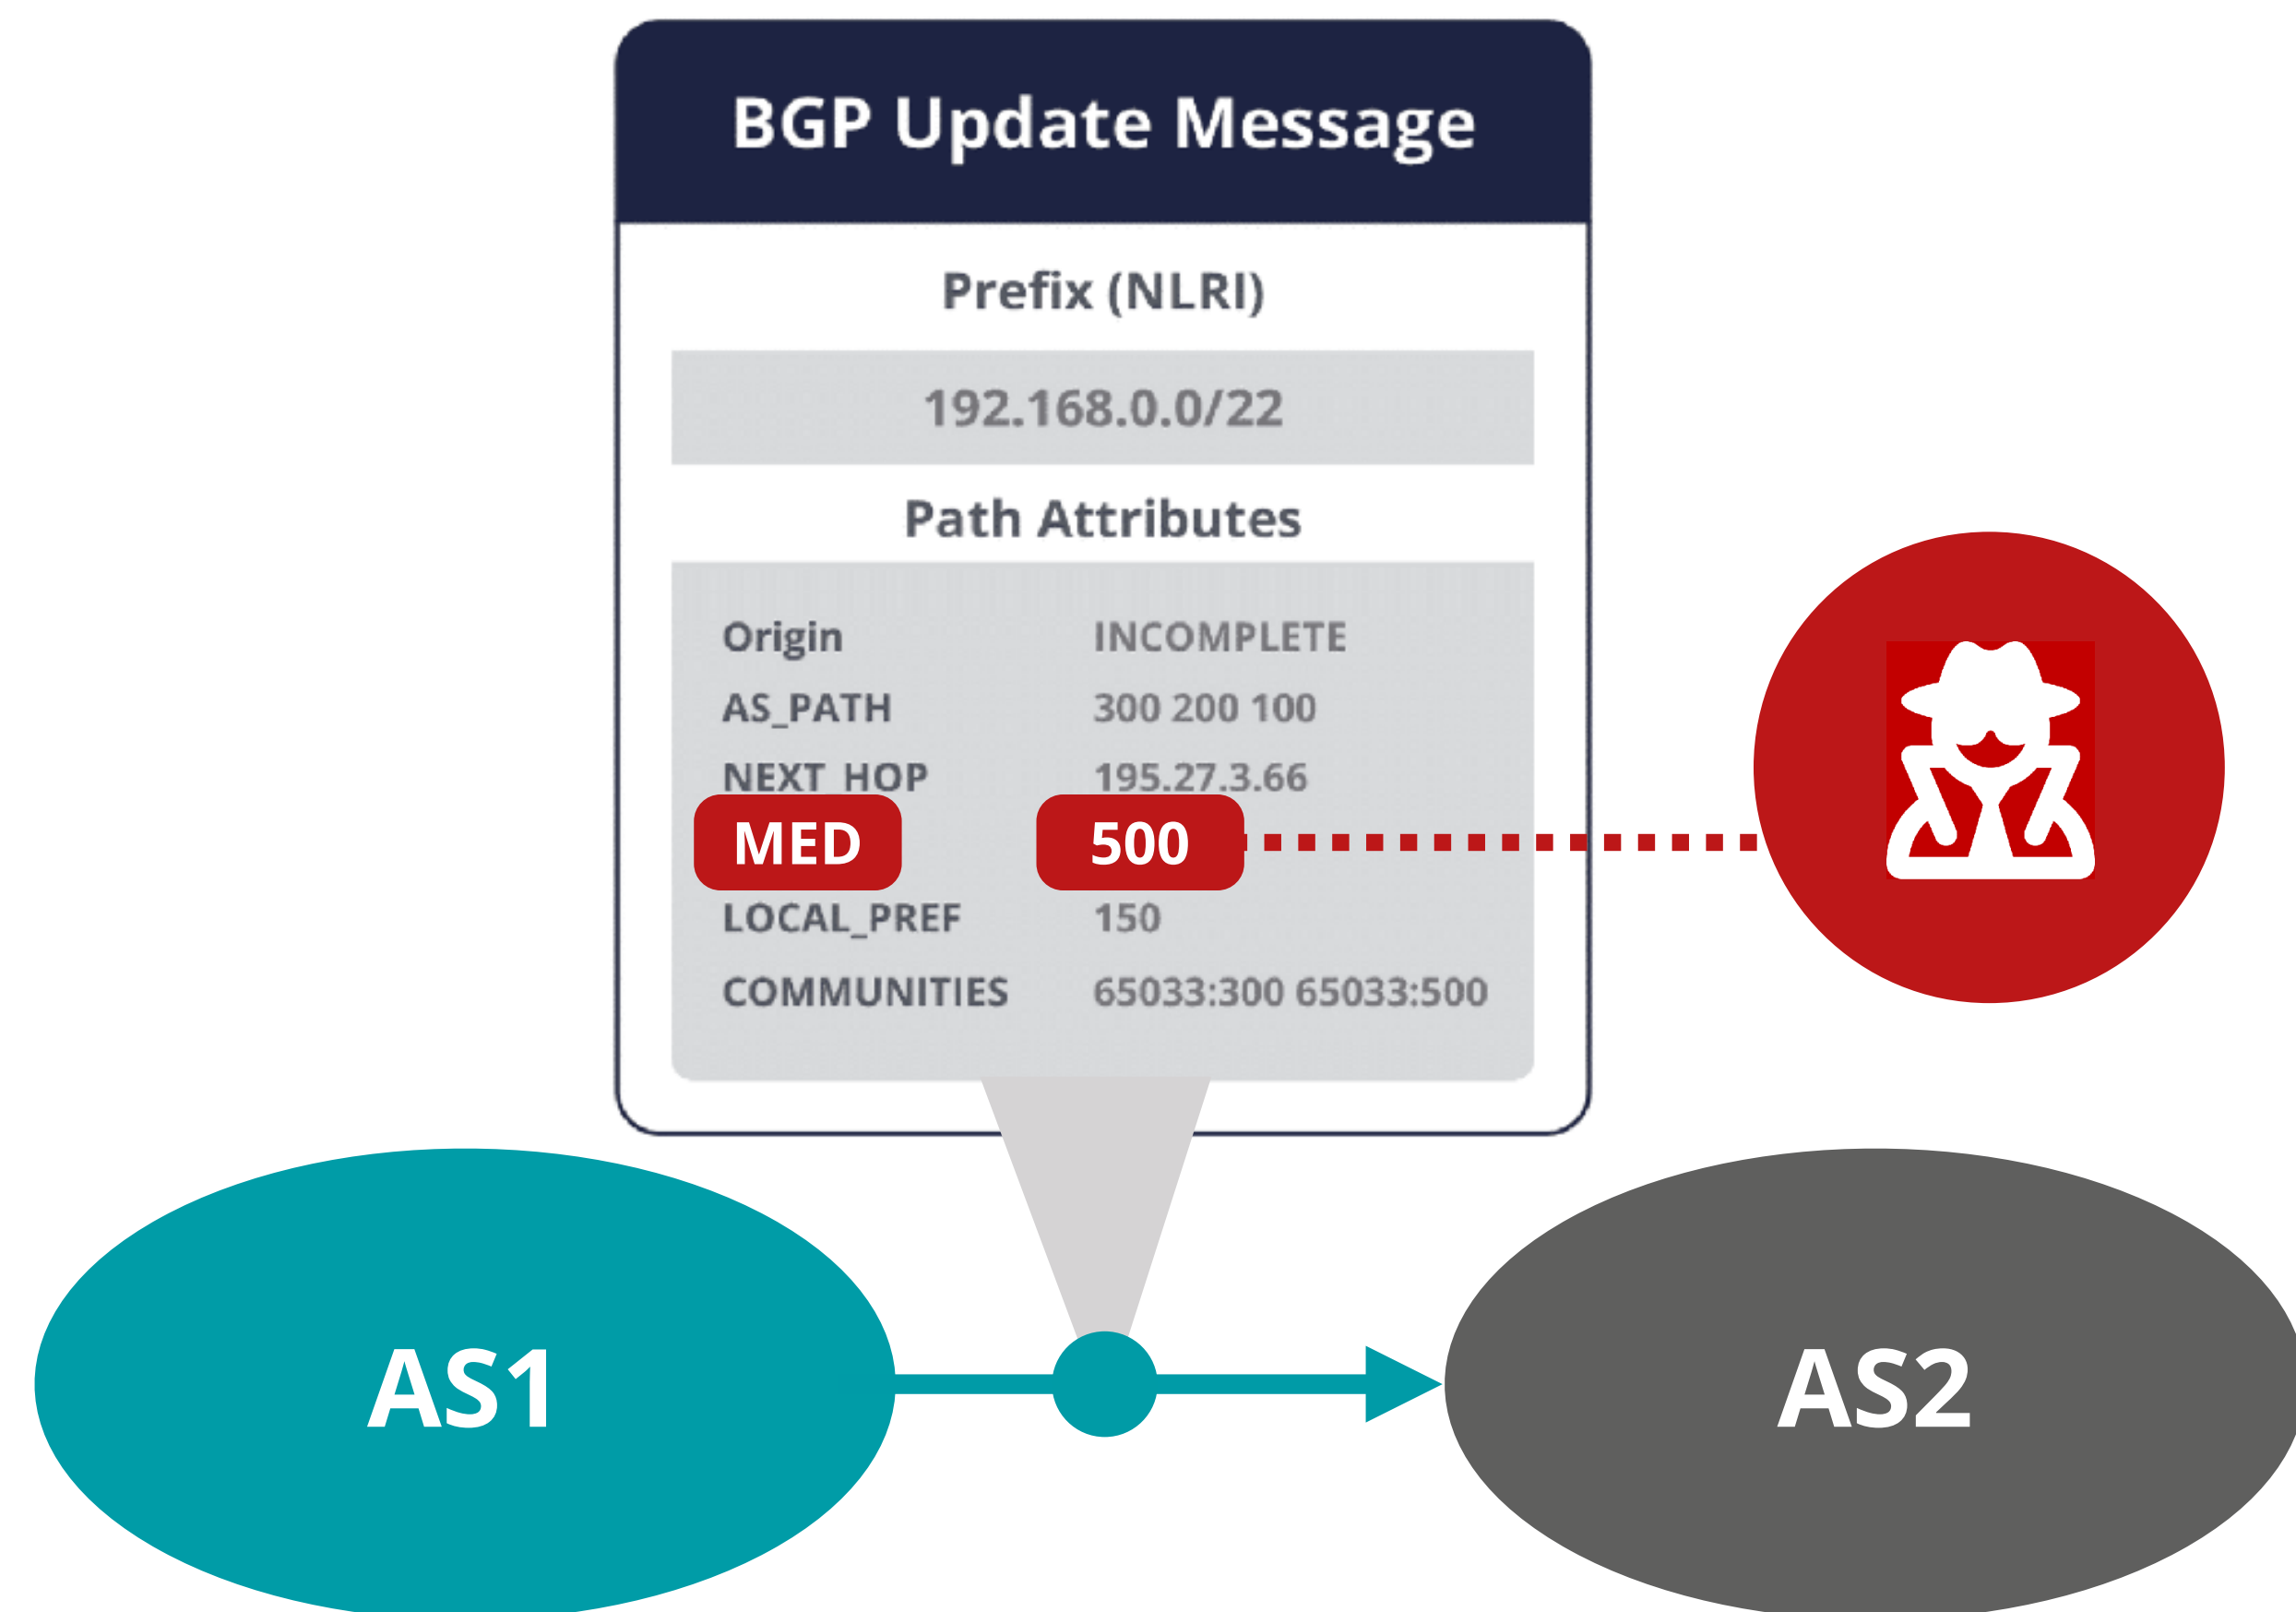 BGP Update Message
Prefix (NLRI)
192.168.0.0/22
Path Attributes
Origin INCOMPLETE
AS_PATH 300 200 100
NEXT_HOP 195.27.3.66
MED 500
LOCAL_PREF 150
COMMUNITIES 65033:300 65033:500
AS1 AS2